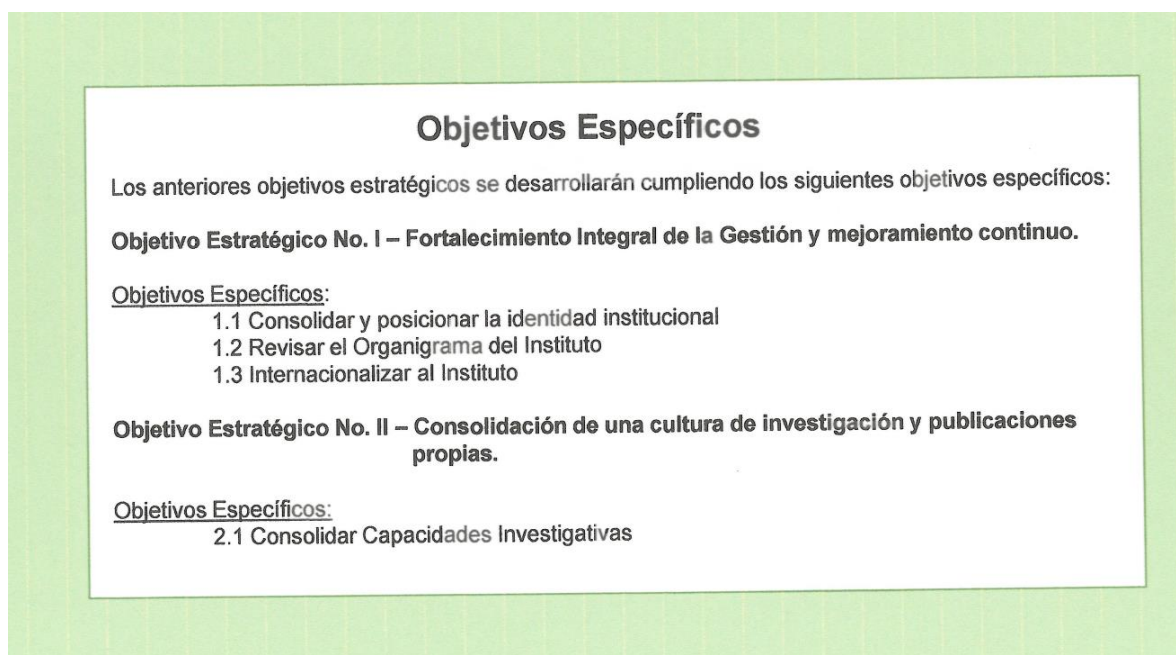 Objetivos Específicos
Los anteriores objetivos estratégicos se desarrollarán cumpliendo los siguientes objetivos específicos:
Objetivo Estratégico No. I – Fortalecimiento Integral de la Gestión y mejoramiento continuo.
Objetivos Específicos:
1.1 Consolidar y posicionar la identidad institucional
1.2 Revisar el Organigrama del Instituto
1.3 Internacionalizar al Instituto
Objetivo Estratégico No. II – Consolidación de una cultura de investigación y publicaciones
propias.
Objetivos Específicos:
2.1 Consolidar Capacidades Investigativas